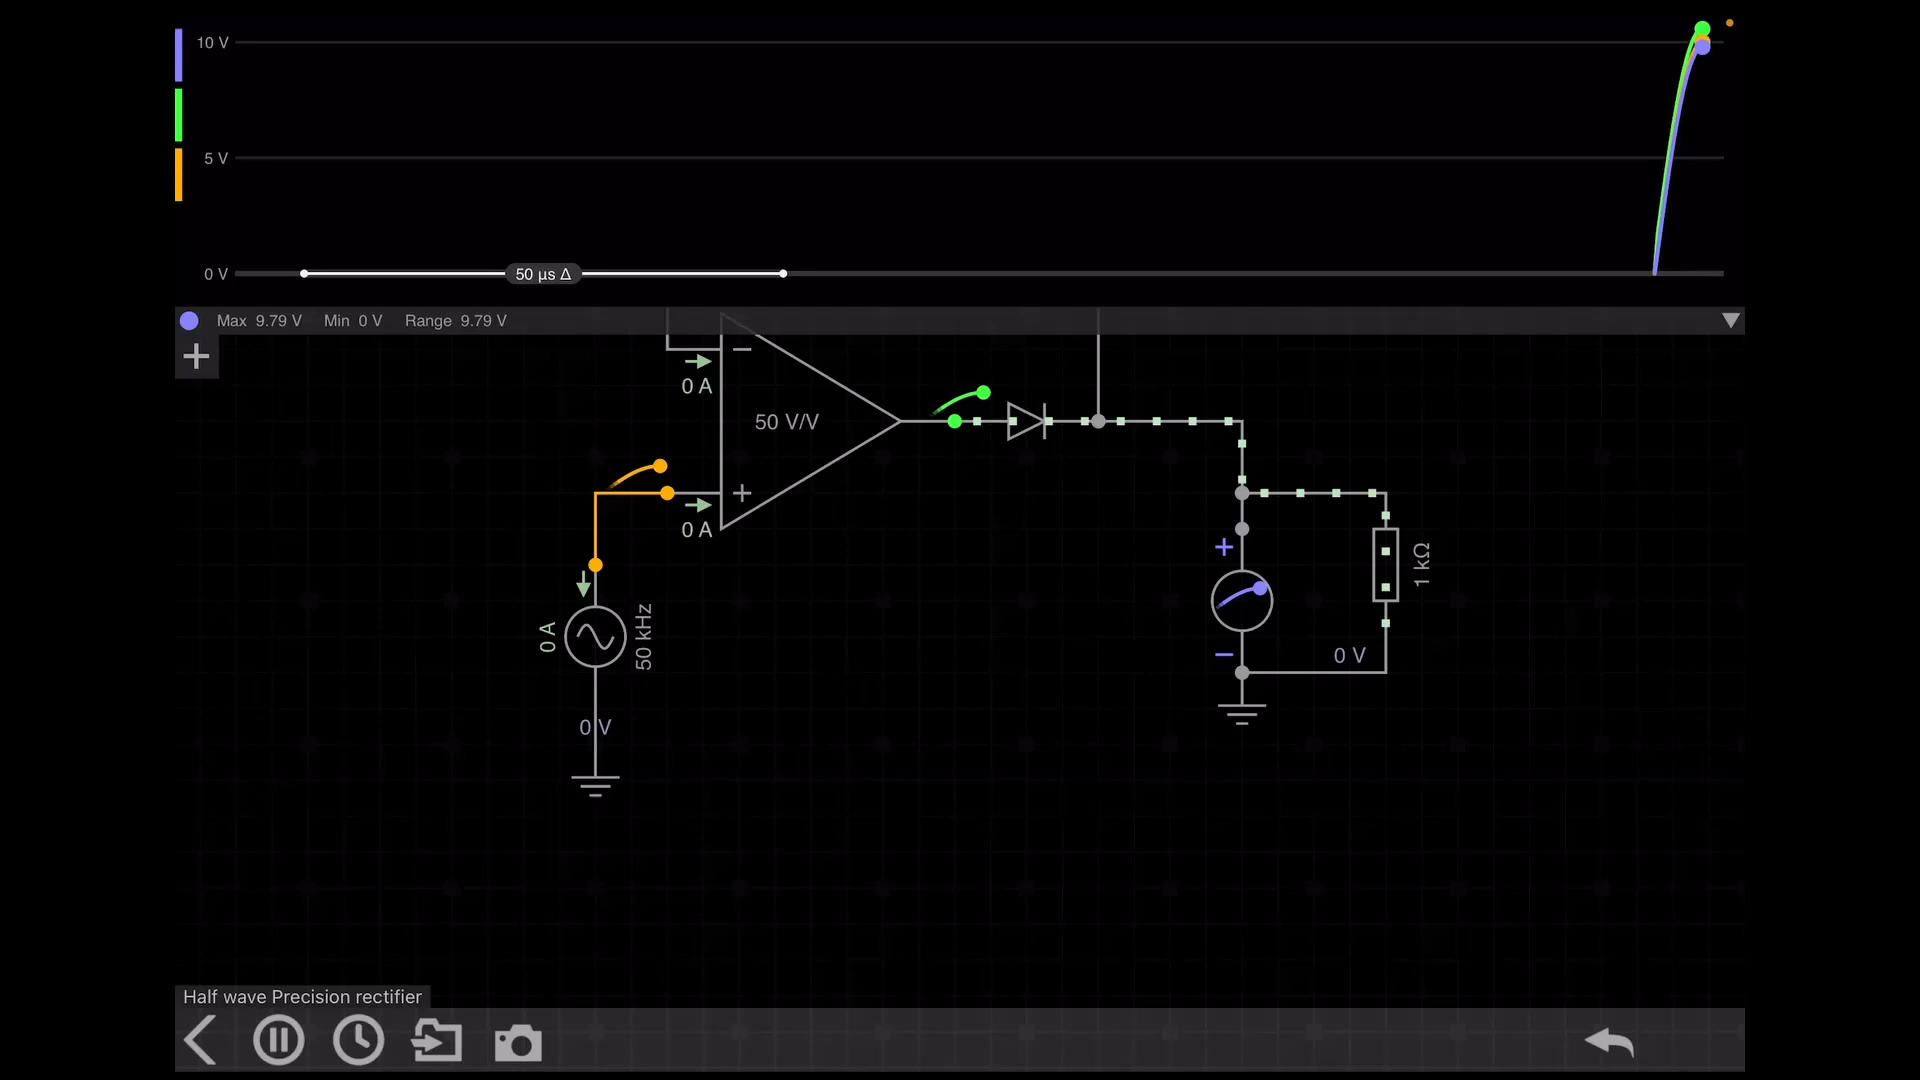 10 V
5 V
0 V
50 µs Δ
Max 9.79 V Min 0 V Range 9.79 V
0 A
50 V/V
0 A
0 A
50 kHz
0 V
1 kΩ
0 V
Half wave Precision rectifier